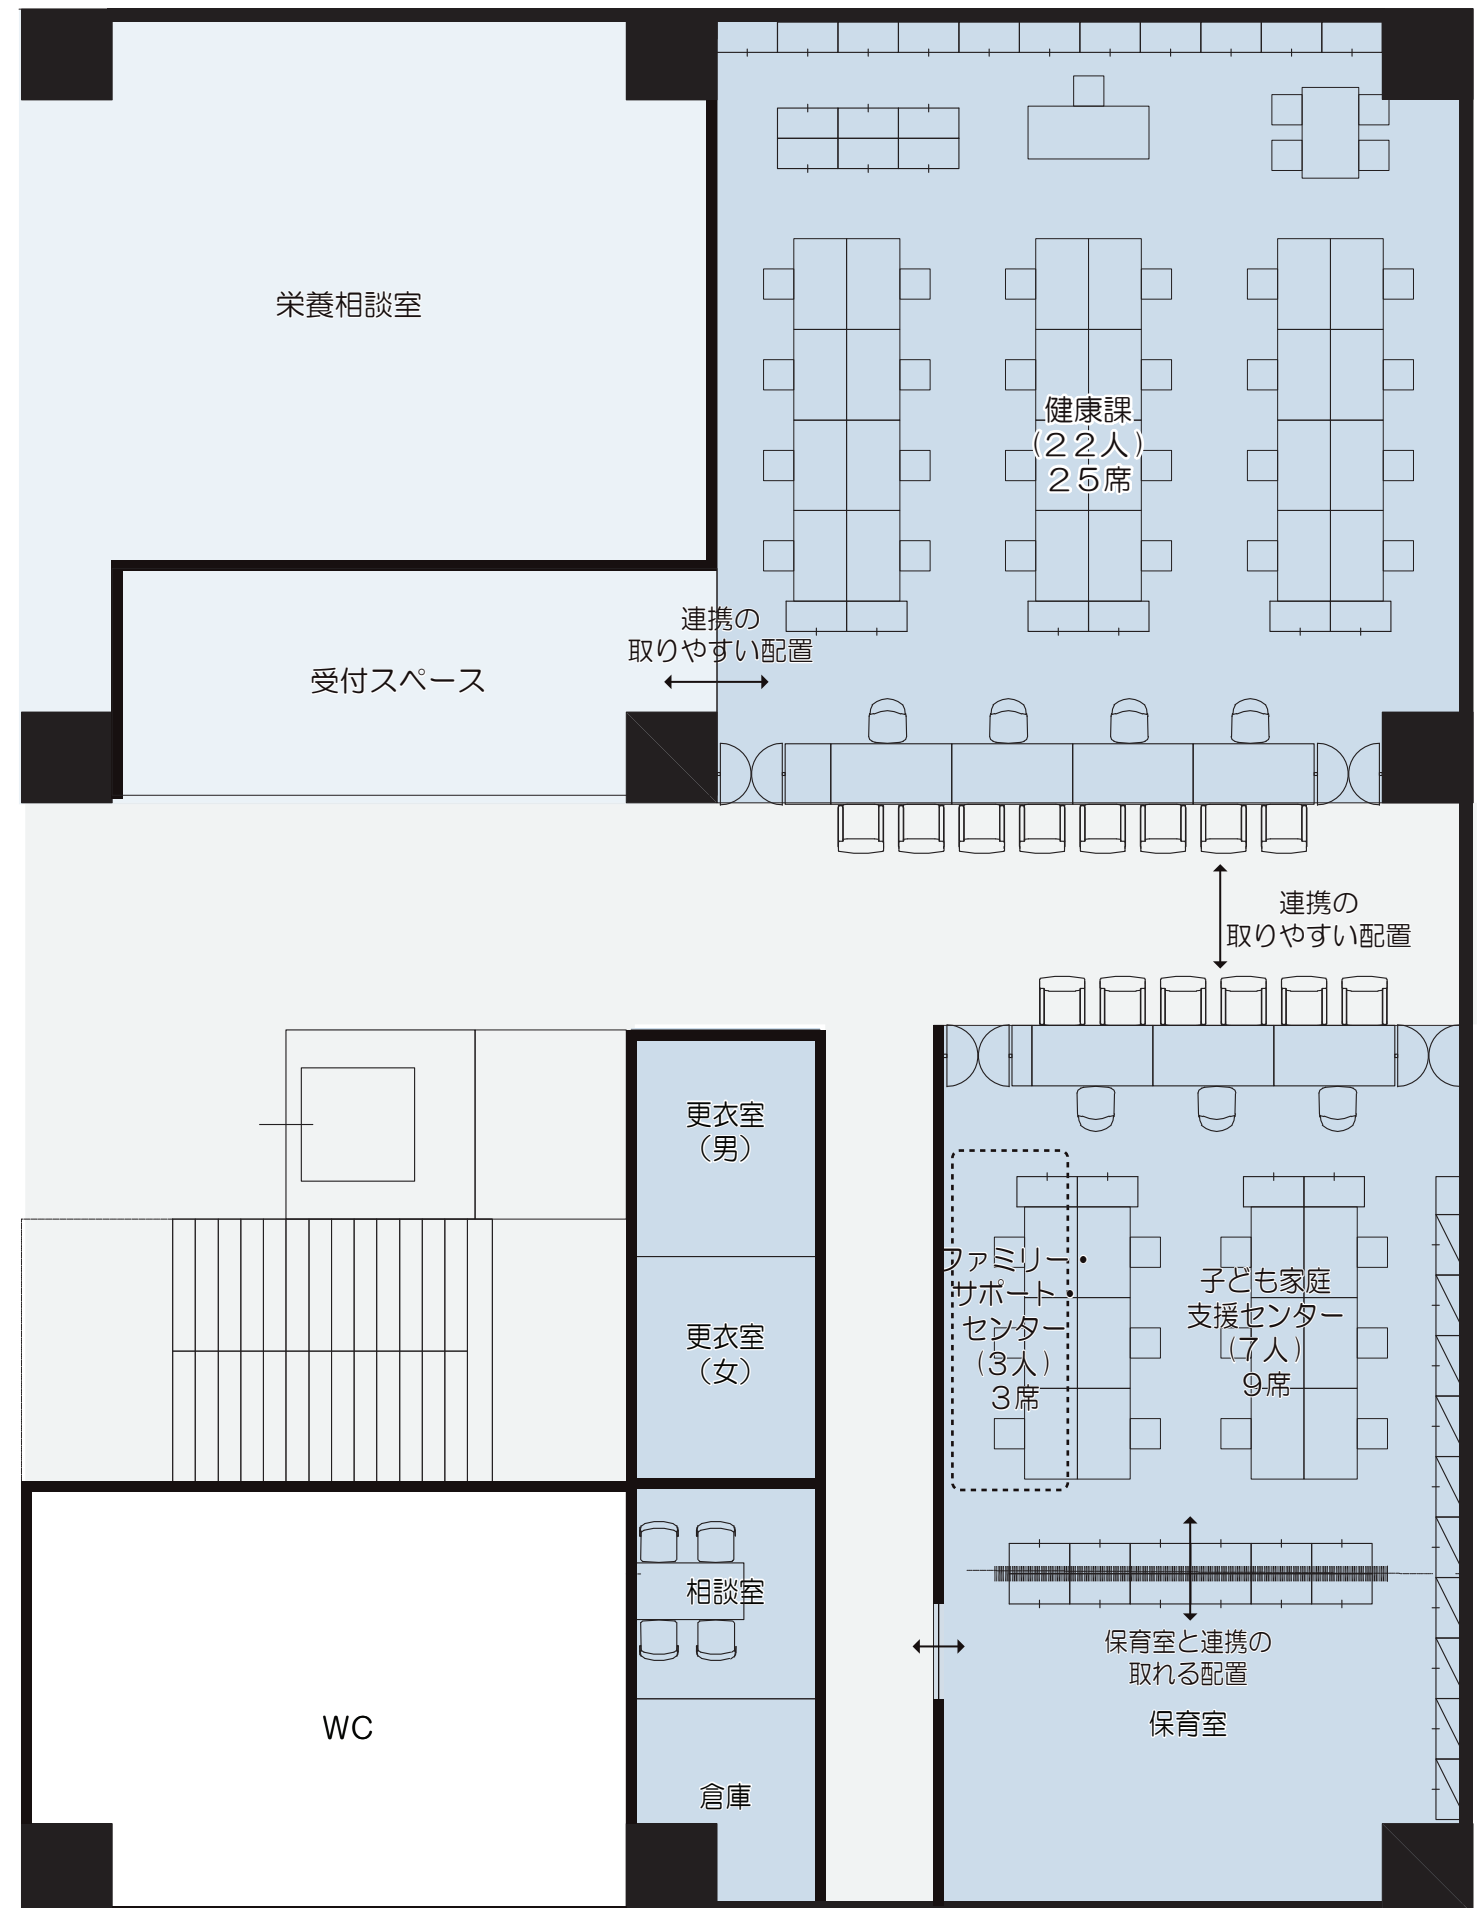 栄養相談室
健康課
(22人)
25席
連携の
取りやすい配置
受付スペース
連携の
取りやすい配置
更衣室
(男)
更衣室
(女)
ファミリー・
サポート・
センター
(3人)
3席
子ども家庭
支援センター
(7人)
9席
相談室
保育室と連携の
取れる配置
保育室
WC
倉庫